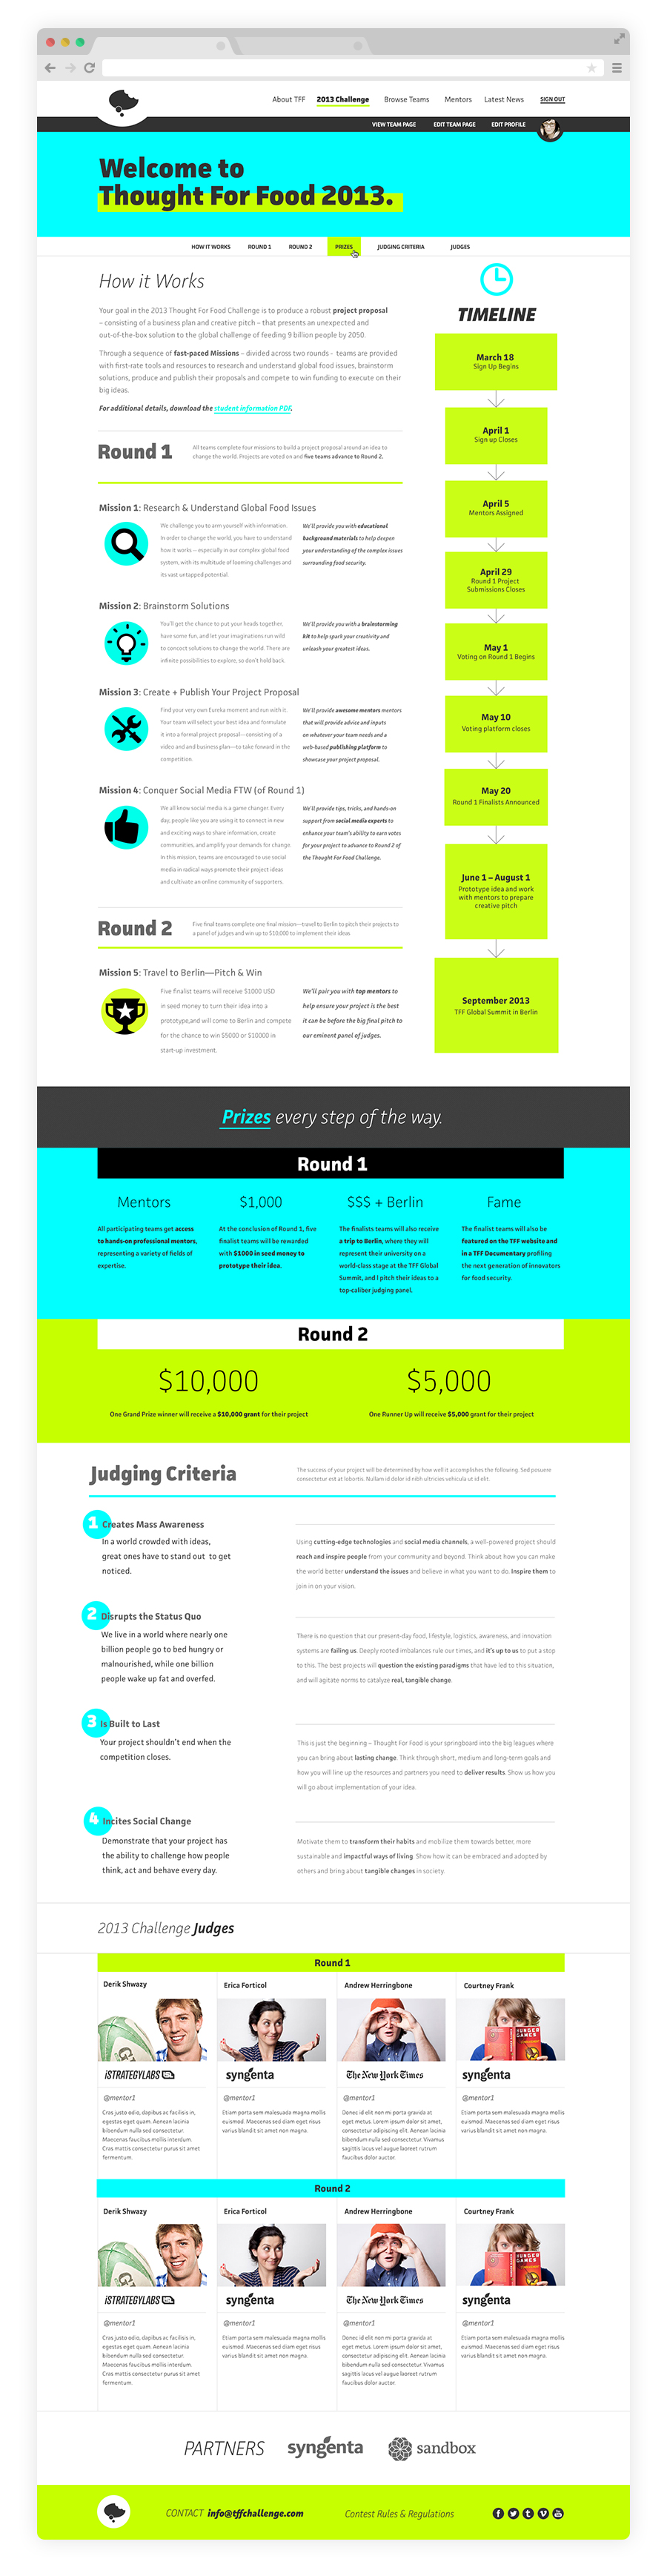 About TFF 2013 Challenge Browse Teams Mentors Latest News SIGN OUT
VIEW TEAM PAGE EDIT TEAM PAGE EDIT PROFILE
Welcome to
Thought For Food 2013.
HOW IT WORKS ROUND 1 ROUND 2 PRIZES JUDGING CRITERIA JUDGES
How it Works
Your goal in the 2013 Thought For Food Challenge is to produce a robust project proposal
– consisting of a business plan and creative pitch – that presents an unexpected and
out-of-the-box solution to the global challenge of feeding 9 billion people by 2050.
Through a sequence of fast-paced Missions – divided across two rounds - teams are provided
with first-rate tools and resources to research and understand global food issues, brainstorm
solutions, produce and publish their proposals and compete to win funding to execute on their
big ideas.
For additional details, download the student information PDF.
Round 1
All teams complete four missions to build a project proposal around an idea to
change the world. Projects are voted on and five teams advance to Round 2.
Mission 1: Research & Understand Global Food Issues
We challenge you to arm yourself with information.
In order to change the world, you have to understand
how it works -- especially in our complex global food
system, with its multitude of looming challenges and
its vast untapped potential
We'll provide you with educational
background materials to help deepen
your understanding of the complex issues
surrounding food security.
Mission 2: Brainstorm Solutions
You'll get the chance to put your heads together,
have some fun, and let your imaginations run wild
to concoct solutions to change the world. There are
infinite possibilities to explore, so don't hold back.
We'll provide you with a brainstorming
kit to help spark your creativity and
unleash your greatest ideas.
Mission 3: Create + Publish Your Project Proposal
Find your very own Eureka moment and run with it.
Your team will select your best idea and formulate
it into a formal project proposal--consisting of a
video and and business plan--to take forward in the
competition.
We'll provide awesome mentors mentors
that will provide advice and inputs
on whatever your team needs and a
web-based publishing platform to
showcase your project proposal.
Mission 4: Conquer Social Media FTW (of Round 1)
We all know social media is a game changer. Every
day, people like you are using it to connect in new
and exciting ways to share information, create
communities, and amplify your demands for change.
In this mission, teams are encouraged to use social
media in radical ways promote their project ideas
and cultivate an online community of supporters.
We'll provide tips, tricks, and hands-on
support from social media experts to
enhance your team's ability to earn votes
for your project to advance to Round 2 of
the Thought For Food Challenge.
Round 2
Five final teams complete one final mission—travel to Berlin to pitch their projects to
a panel of judges and win up to $10,000 to implement their ideas
Mission 5: Travel to Berlin—Pitch & Win
Five finalist teams will receive $1000 USD
in seed money to turn their idea into a
prototype,and will come to Berlin and compete
for the chance to win $5000 or $10000 in
start-up investment.
We'll pair you with top mentors to
help ensure your project is the best
it can be before the big final pitch to
our eminent panel of judges.
TIMELINE
March 18
Sign Up Begins
April 1
Sign up Closes
April 5
Mentors Assigned
April 29
Round 1 Project
Submissions Closes
May 1
Voting on Round 1 Begins
May 10
Voting platform closes
May 20
Round 1 Finalists Announced
June 1 – August 1
Prototype idea and work
with mentors to prepare
creative pitch
September 2013
TFF Global Summit in Berlin
Prizes every step of the way.
Round 1
Mentors
All participating teams get access
to hands-on professional mentors,
representing a variety of fields of
expertise.
$1,000
At the conclusion of Round 1, five
finalist teams will be rewarded
with $1000 in seed money to
prototype their idea.
$$$ + Berlin
The finalists teams will also receive
a trip to Berlin, where they will
represent their university on a
world-class stage at the TFF Global
Summit, and I pitch their ideas to a
top-caliber judging panel.
Fame
The finalist teams will also be
featured on the TFF website and
in a TFF Documentary profiling
the next generation of innovators
for food security.
Round 2
$10,000
One Grand Prize winner will receive a $10,000 grant for their project
$5,000
One Runner Up will receive $5,000 grant for their project
Judging Criteria
The success of your project will be determined by how well it accomplishes the following. Sed posuere
consectetur est at lobortis. Nullam id dolor id nibh ultricies vehicula ut id elit.
1 Creates Mass Awareness
In a world crowded with ideas,
great ones have to stand out to get
noticed.
Using cutting-edge technologies and social media channels, a well-powered project should
reach and inspire people from your community and beyond. Think about how you can make
the world better understand the issues and believe in what you want to do. Inspire them to
join in on your vision.
2 Disrupts the Status Quo
We live in a world where nearly one
billion people go to bed hungry or
malnourished, while one billion
people wake up fat and overfed.
There is no question that our present-day food, lifestyle, logistics, awareness, and innovation
systems are failing us. Deeply rooted imbalances rule our times, and it's up to us to put a stop
to this. The best projects will question the existing paradigms that have led to this situation,
and will agitate norms to catalyze real, tangible change.
3 Is Built to Last
Your project shouldn't end when the
competition closes.
This is just the beginning – Thought For Food is your springboard into the big leagues where
you can bring about lasting change. Think through short, medium and long-term goals and
how you will line up the resources and partners you need to deliver results. Show us how you
will go about implementation of your idea.
4 Incites Social Change
Demonstrate that your project has
the ability to challenge how people
think, act and behave every day.
Motivate them to transform their habits and mobilize them towards better, more
sustainable and impactful ways of living. Show how it can be embraced and adopted by
others and bring about tangible changes in society.
2013 Challenge Judges
Round 1
Derik Shwazy
iSTRATEGYLABS
@mentor1
Cras justo odio, dapibus ac facilisis in,
egestas eget quam. Aenean lacinia
bibendum nulla sed consectetur.
Maecenas faucibus mollis interdum.
Cras mattis consectetur purus sit amet
fermentum.
Erica Forticol
syngenta
@mentor1
Etiam porta sem malesuada magna mollis
euismod. Maecenas sed diam eget risus
varius blandit sit amet non magna.
Andrew Herringbone
The New York Times
@mentor1
Donec id elit non mi porta gravida at
eget metus. Lorem ipsum dolor sit amet,
consectetur adipiscing elit. Aenean lacinia
bibendum nulla sed consectetur. Vivamus
sagittis lacus vel augue laoreet rutrum
faucibus dolor auctor.
Courtney Frank
HUNGER
GAMES
syngenta
@mentor1
Etiam porta sem malesuada magna mollis
euismod. Maecenas sed diam eget risus
varius blandit sit amet non magna.
Round 2
Derik Shwazy
iSTRATEGYLABS
@mentor1
Cras justo odio, dapibus ac facilisis in,
egestas eget quam. Aenean lacinia
bibendum nulla sed consectetur.
Maecenas faucibus mollis interdum.
Cras mattis consectetur purus sit amet
fermentum.
Erica Forticol
syngenta
@mentor1
Etiam porta sem malesuada magna mollis
euismod. Maecenas sed diam eget risus
varius blandit sit amet non magna.
Andrew Herringbone
The New York Times
@mentor1
Donec id elit non mi porta gravida at
eget metus. Lorem ipsum dolor sit amet,
consectetur adipiscing elit. Aenean lacinia
bibendum nulla sed consectetur. Vivamus
sagittis lacus vel augue laoreet rutrum
faucibus dolor auctor.
Courtney Frank
HUNGER
GAMES
syngenta
@mentor1
Etiam porta sem malesuada magna mollis
euismod. Maecenas sed diam eget risus
varius blandit sit amet non magna.
PARTNERS syngenta sandbox
CONTACT info@tffchallenge.com Contest Rules & Regulations